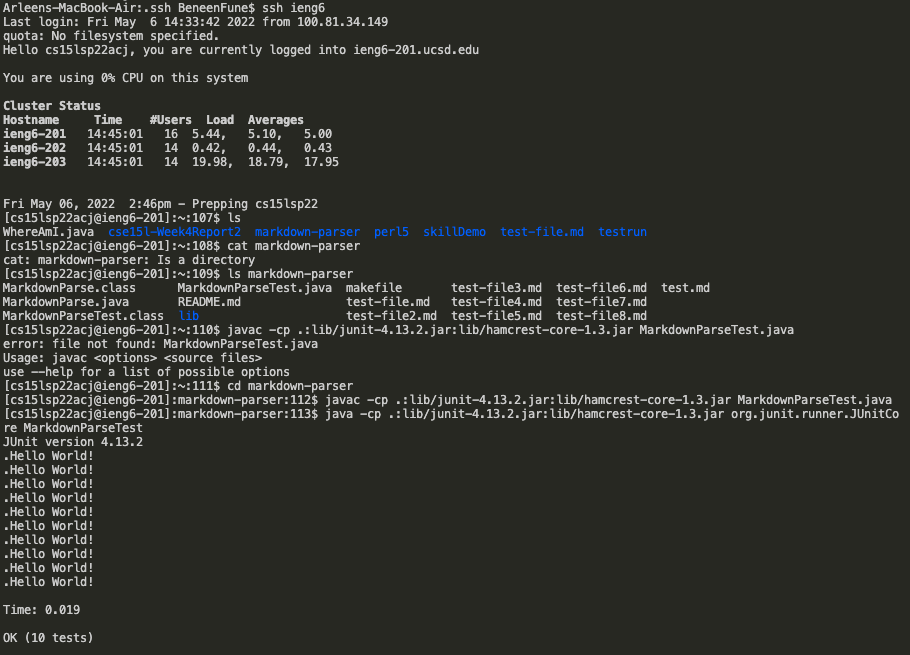 Arleens-MacBook-Air:.ssh BeneenFune$ ssh ieng6
Last login: Fri May  6 14:33:42 2022 from 100.81.34.149
quota: No filesystem specified.
Hello cs15lsp22acj, you are currently logged into ieng6-201.ucsd.edu

You are using 0% CPU on this system

Cluster Status
Hostname     Time    #Users  Load  Averages
ieng6-201   14:45:01   16  5.44,   5.10,   5.00
ieng6-202   14:45:01   14  0.42,   0.44,   0.43
ieng6-203   14:45:01   14  19.98,  18.79,  17.95

Fri May 06, 2022  2:46pm - Prepping cs15lsp22
[cs15lsp22acj@ieng6-201]:~:107$ ls
WhereAmI.java  cse15l-Week4Report2  markdown-parser  perl5  skillDemo  test-file.md  testrun
[cs15lsp22acj@ieng6-201]:~:108$ cat markdown-parser
cat: markdown-parser: Is a directory
[cs15lsp22acj@ieng6-201]:~:109$ ls markdown-parser
MarkdownParse.class      MarkdownParseTest.java  makefile       test-file3.md  test-file6.md  test.md
MarkdownParse.java       README.md               test-file.md   test-file4.md  test-file7.md
MarkdownParseTest.class  lib                     test-file2.md  test-file5.md  test-file8.md
[cs15lsp22acj@ieng6-201]:~:110$ javac -cp .:lib/junit-4.13.2.jar:lib/hamcrest-core-1.3.jar MarkdownParseTest.java
error: file not found: MarkdownParseTest.java
Usage: javac <options> <source files>
use --help for a list of possible options
[cs15lsp22acj@ieng6-201]:~:111$ cd markdown-parser
[cs15lsp22acj@ieng6-201]:markdown-parser:112$ javac -cp .:lib/junit-4.13.2.jar:lib/hamcrest-core-1.3.jar MarkdownParseTest.java
[cs15lsp22acj@ieng6-201]:markdown-parser:113$ java -cp .:lib/junit-4.13.2.jar:lib/hamcrest-core-1.3.jar org.junit.runner.JUnitCo
re MarkdownParseTest
JUnit version 4.13.2
.Hello World!
.Hello World!
.Hello World!
.Hello World!
.Hello World!
.Hello World!
.Hello World!
.Hello World!
.Hello World!
.Hello World!

Time: 0.019

OK (10 tests)